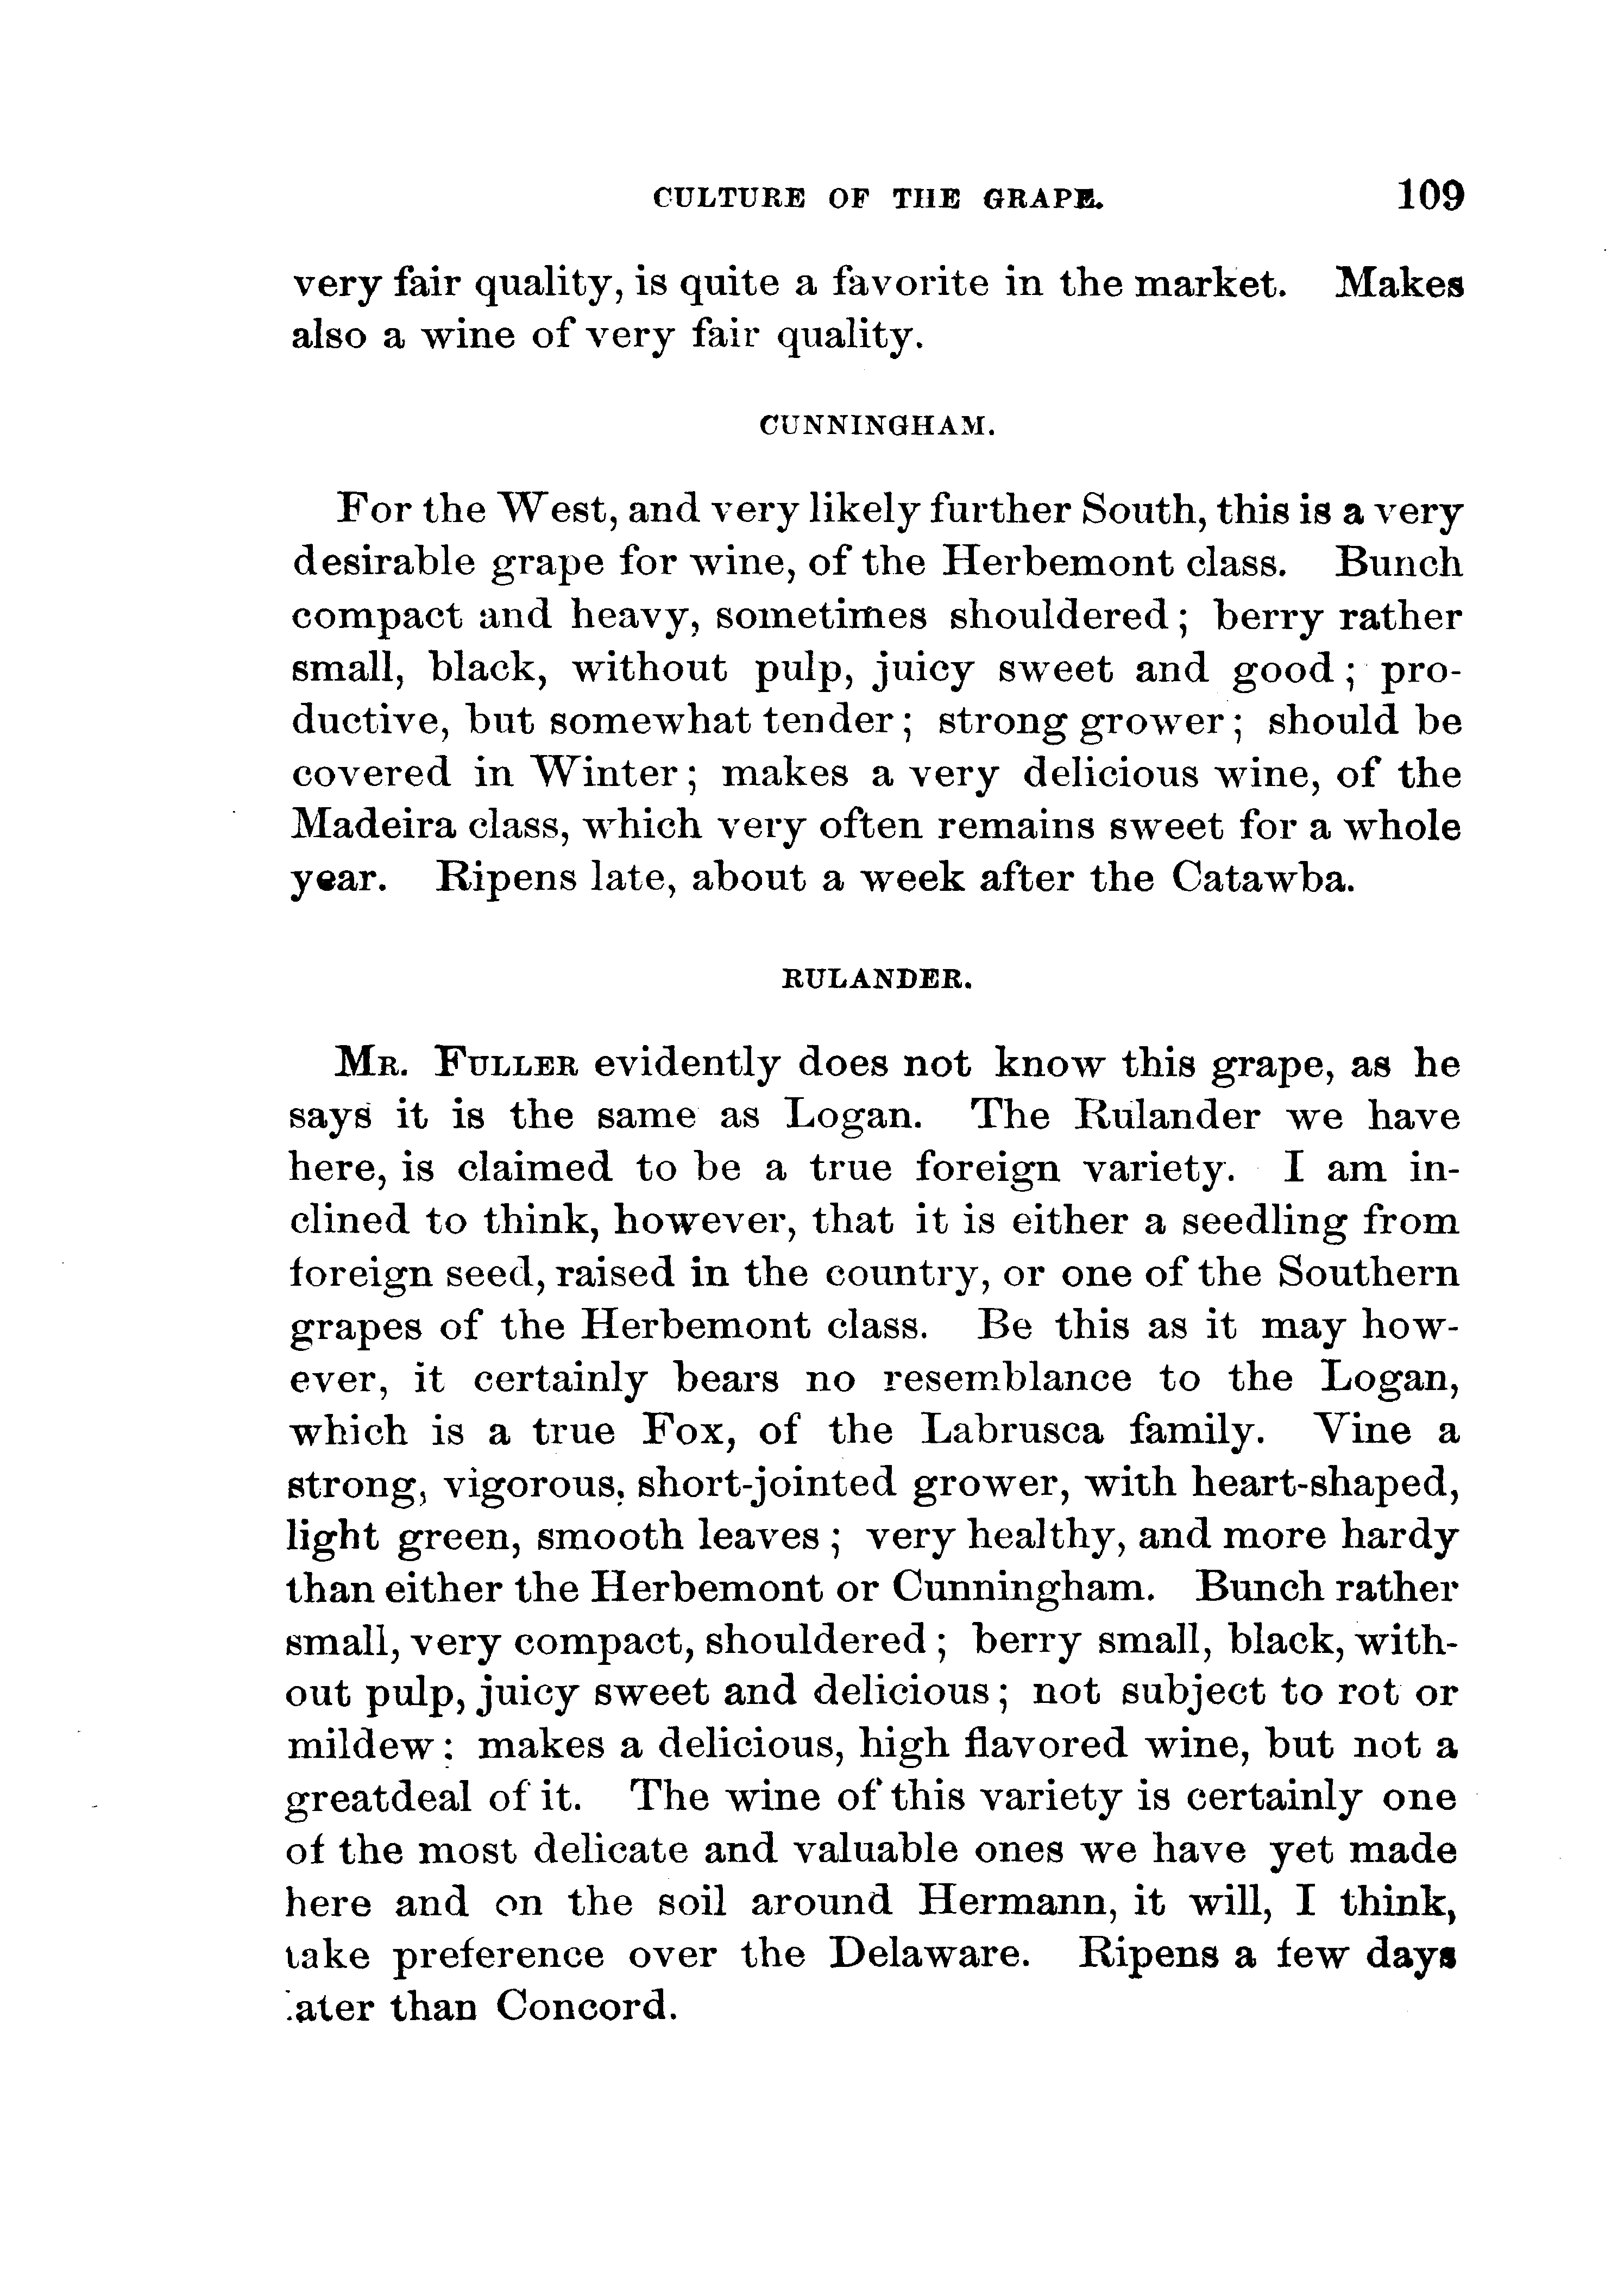 CULTURE OF THE GRAPE. 109
very fair quality, is quite a favorite in the market. Makes
also a wine of very fair quality.
CUNNINGHAM.
For the West, and very likely further South, this is a very
desirable grape for wine, of the Herbemont class. Bunch
compact and heavy, sometimes shouldered; berry rather
small, black, without pulp, juicy sweet and good; pro-
ductive, but somewhat tender; strong grower; should be
covered in Winter; makes a very delicious wine, of the
Madeira class, which very often remains sweet for a whole
year. Ripens late, about a week after the Catawba.
RULANDER.
MR. FULLER evidently does not know this grape, as he
says it is the same as Logan. The Rulander we have
here, is claimed to be a true foreign variety. I am in-
clined to think, however, that it is either a seedling from
foreign seed, raised in the country, or one of the Southern
grapes of the Herbemont class. Be this as it may how-
ever, it certainly bears no resemblance to the Logan,
which is a true Fox, of the Labrusca family. Vine a
strong, vigorous, short-jointed grower, with heart-shaped,
light green, smooth leaves; very healthy, and more hardy
than either the Herbemont or Cunningham. Bunch rather
small, very compact, shouldered; berry small, black, with-
out pulp, juicy sweet and delicious; not subject to rot or
mildew: makes a delicious, high flavored wine, but not a
greatdeal of it. The wine of this variety is certainly one
of the most delicate and valuable ones we have yet made
here and on the soil around Hermann, it will, I think,
take preference over the Delaware. Ripens a few days
later than Concord.